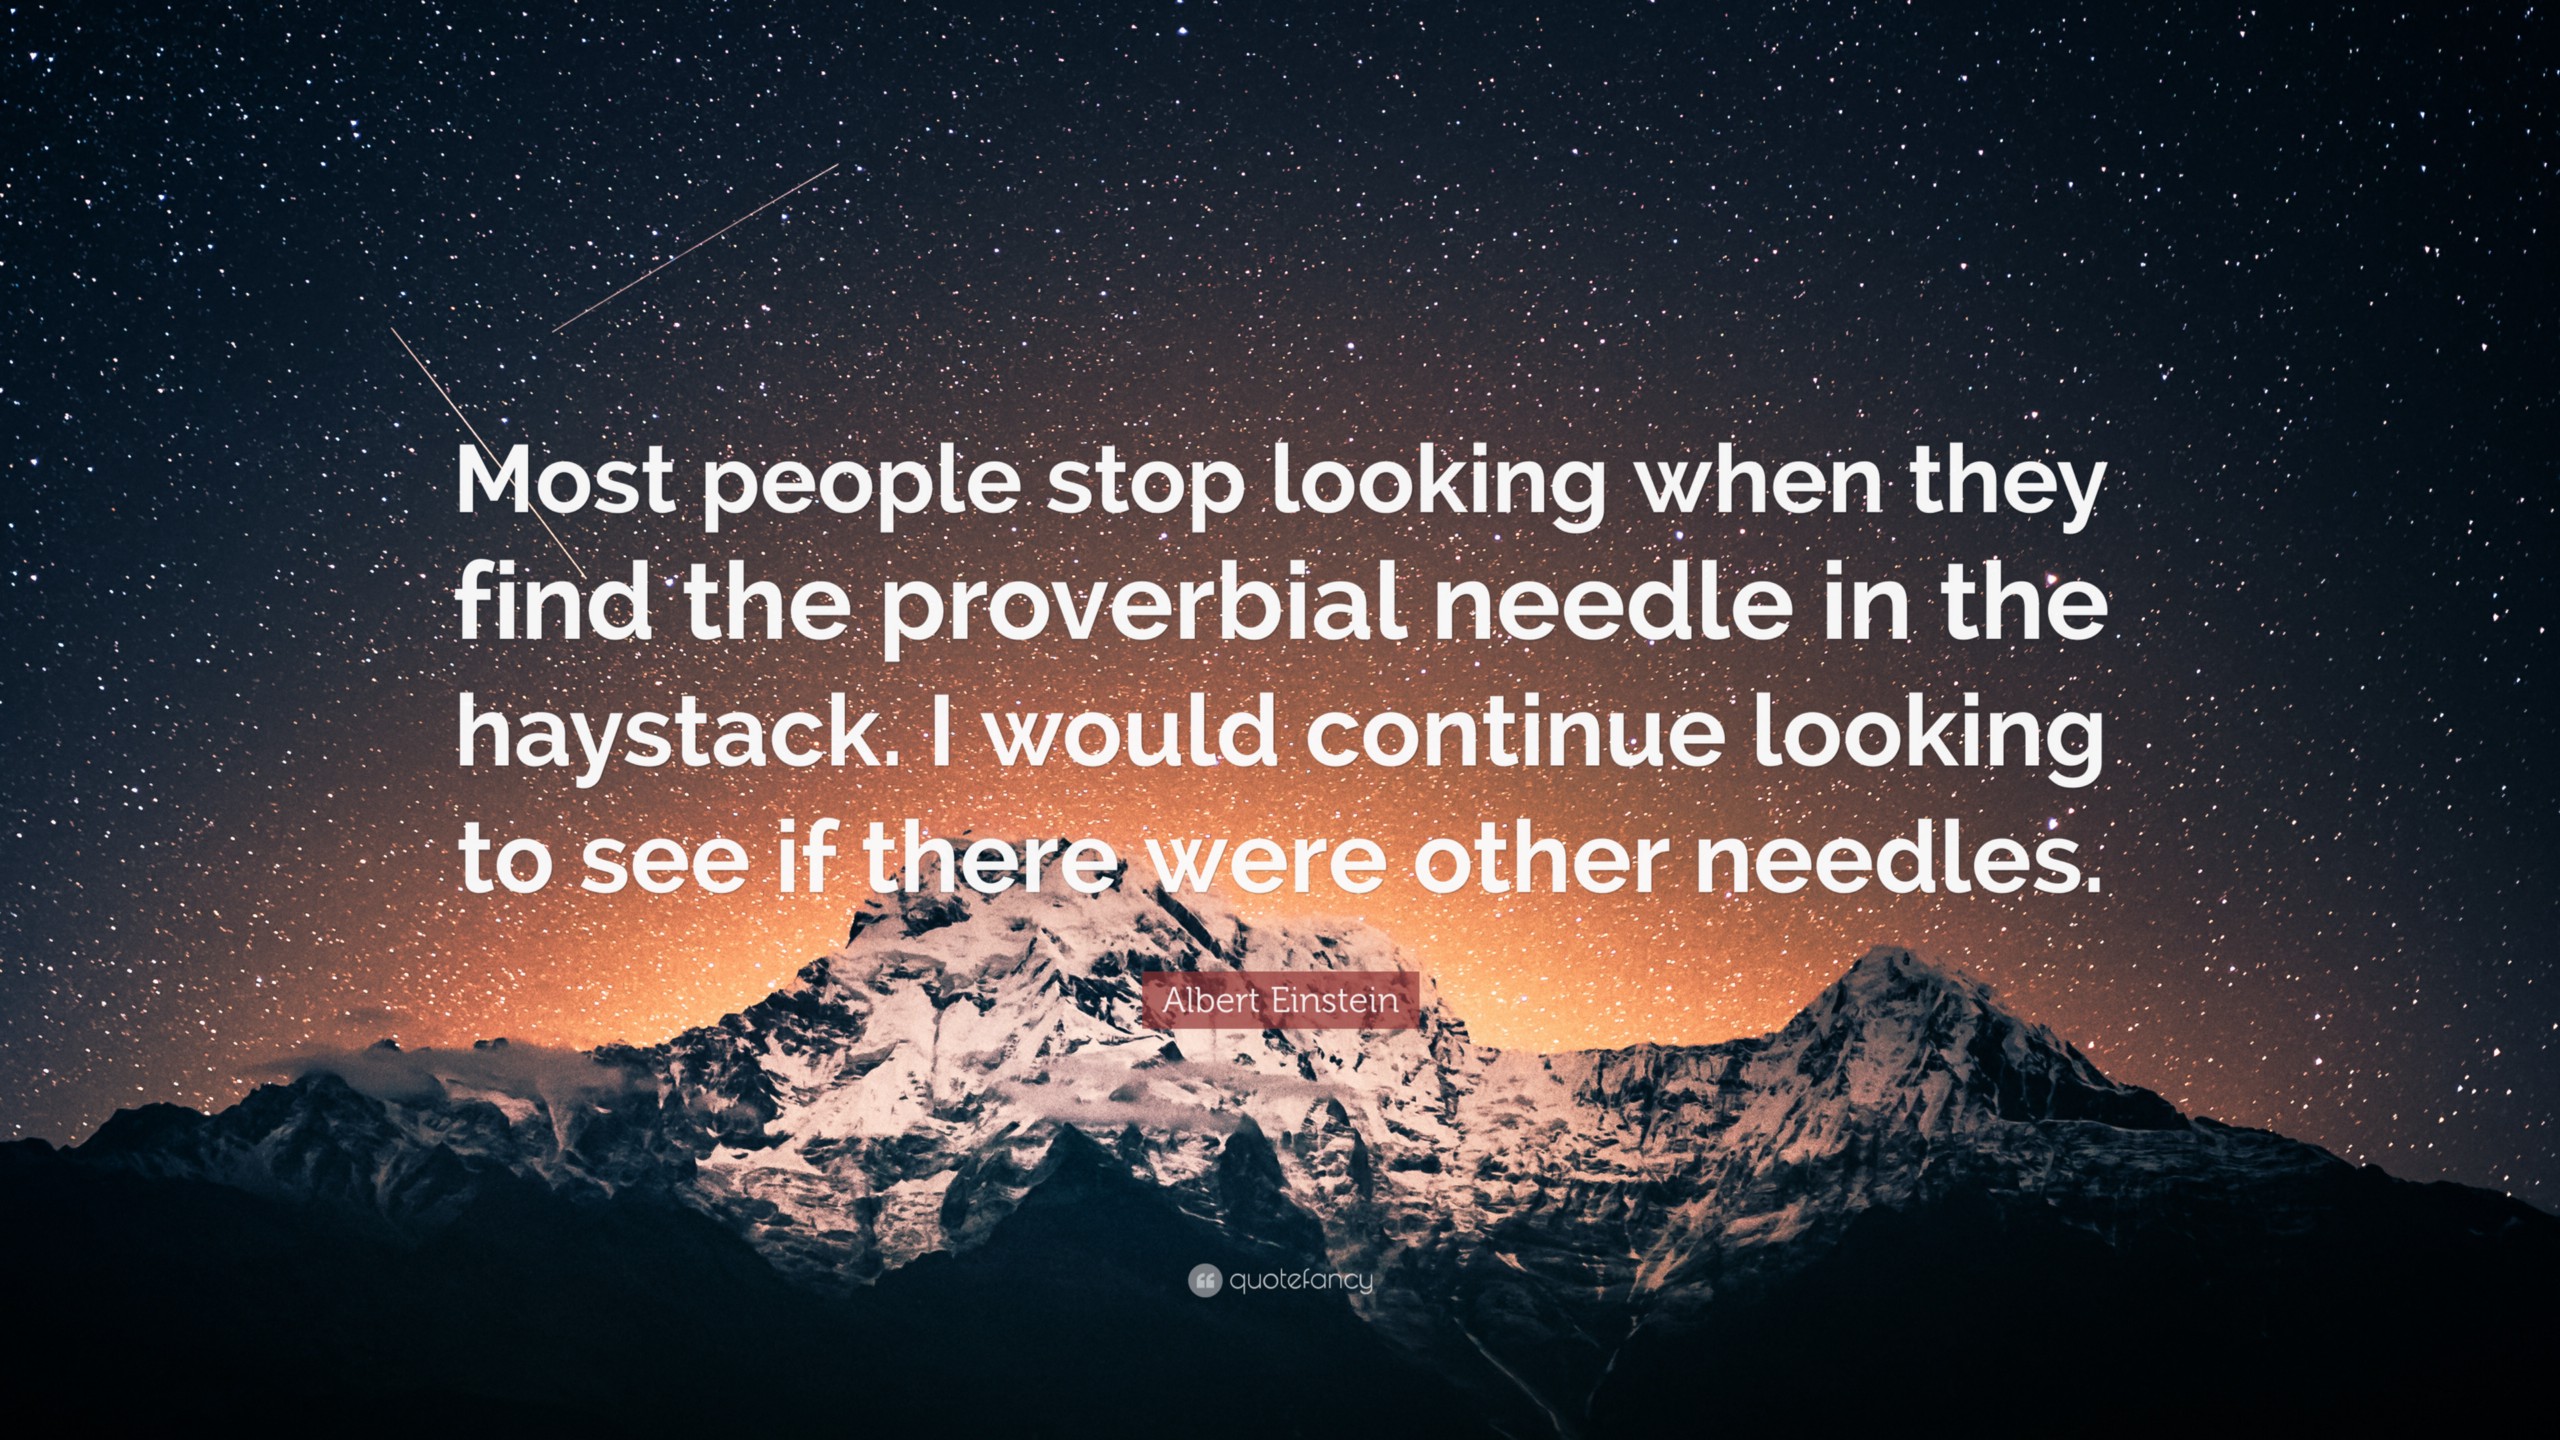 Most people stop looking when they
find the proverbial needle in the
haystack. I would continue looking
to see if there were other needles.
Albert Einstein
quotefancy